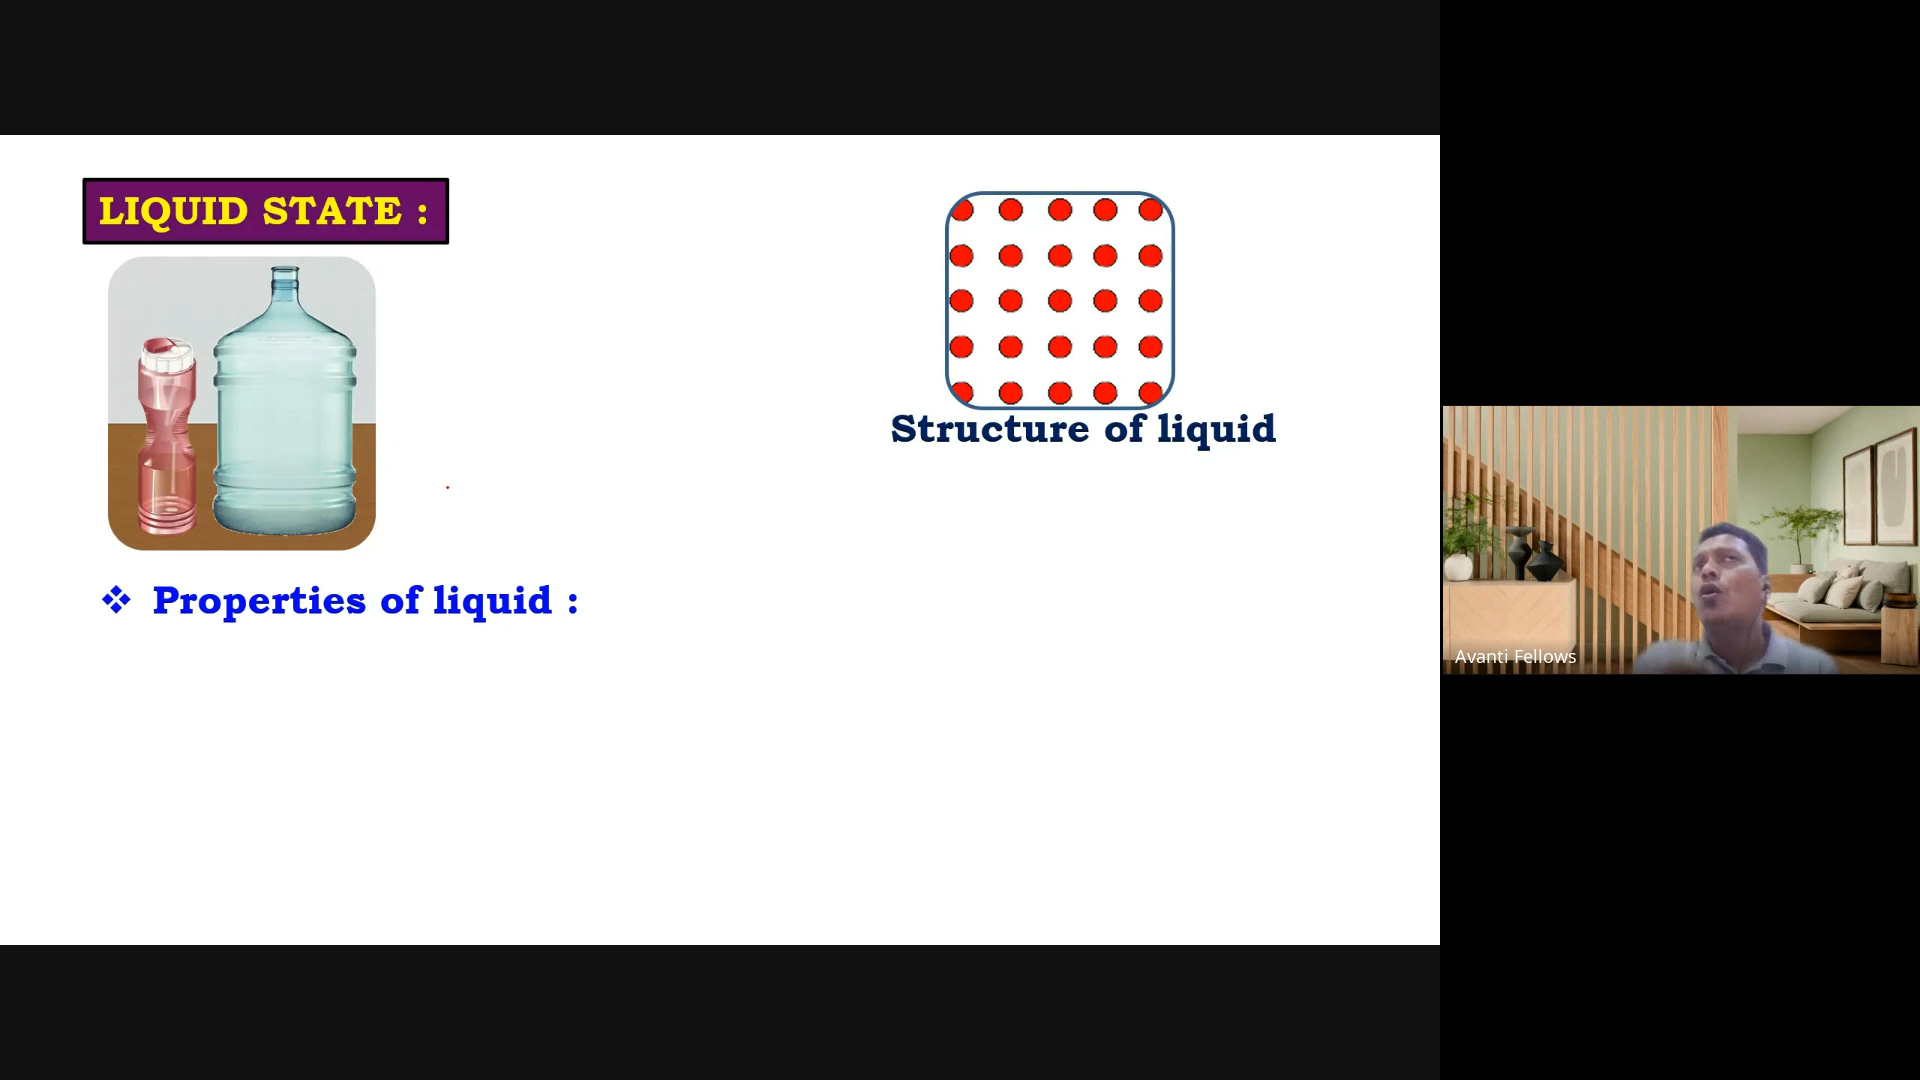 LIQUID STATE :
Structure of liquid
❖ Properties of liquid :
Avanti Fellows